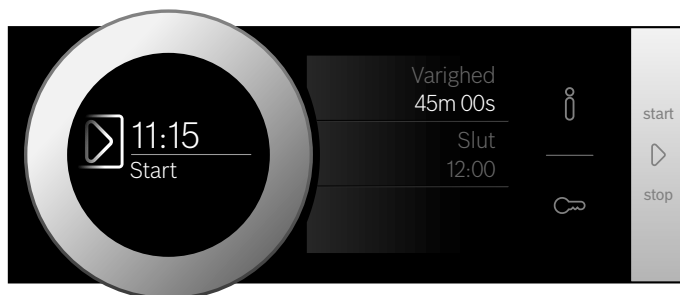 11:15
Start
Varighed
45m 00s
Slut
12:00
start
stop